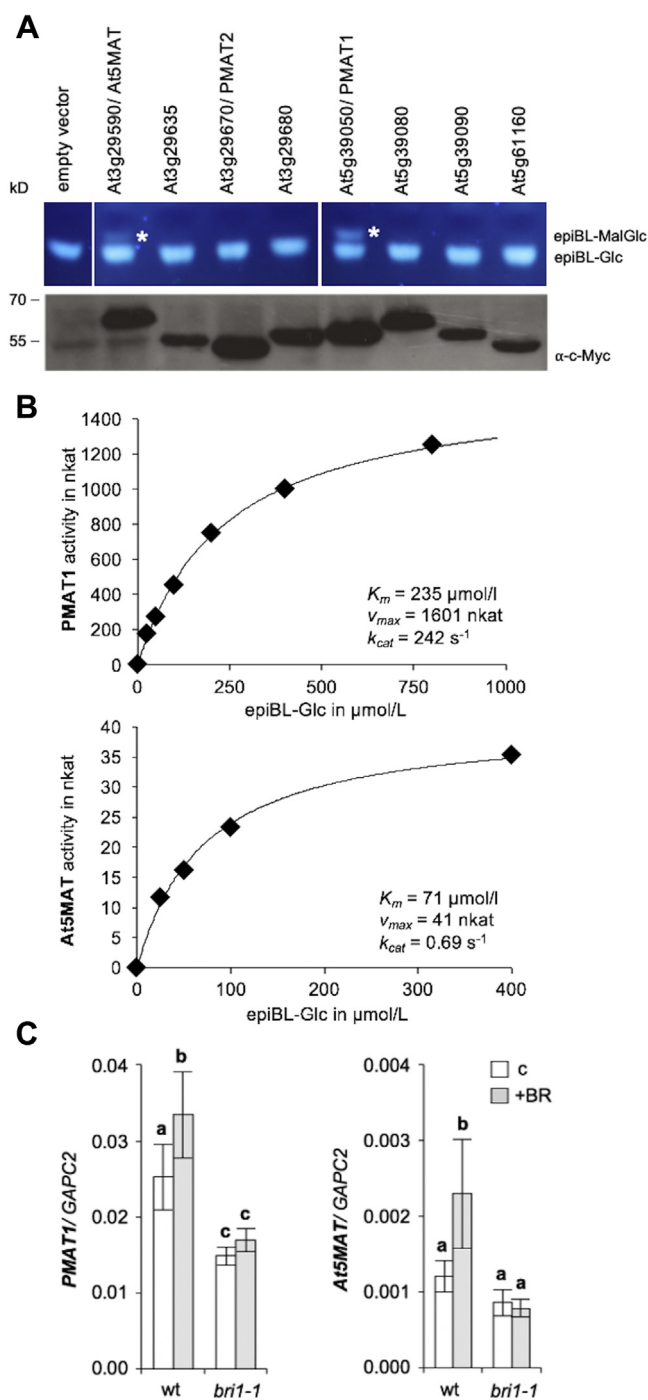 A
empty vector
At3g29590/ At5MAT
At3g29635
At3g29670/ PMAT2
At3g29680
At5g39050/ PMAT1
At5g39080
At5g39090
At5g61160
kD
* *
epiBL-MalGlc
epiBL-Glc
70
55
α-c-Myc
B
PMAT1 activity in nkat
1400
1200
1000
800
600
400
200
0
Km = 235 µmol/l
vmax = 1601 nkat
kcat = 242 s-1
0 250 500 750 1000
epiBL-Glc in µmol/L
At5MAT activity in nkat
40
35
30
25
20
15
10
5
0
Km = 71 µmol/l
vmax = 41 nkat
kcat = 0.69 s-1
0 100 200 300 400
epiBL-Glc in µmol/L
C
PMAT1/ GAPC2
0.04
0.03
0.02
0.01
0.00
a b c c
wt bri1-1
At5MAT/ GAPC2
0.004
0.003
0.002
0.001
0.000
a b a a
wt bri1-1
c
+BR